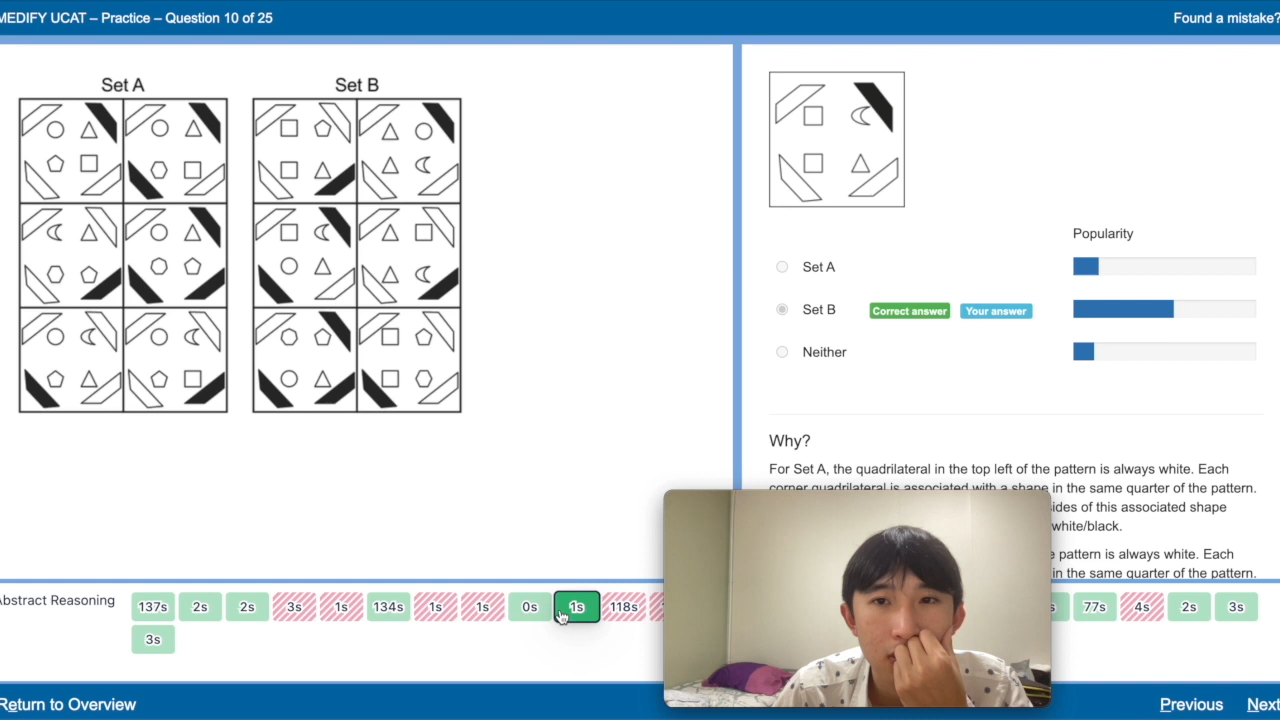 MEDIFY UCAT – Practice – Question 10 of 25
Found a mistake?
Set A
Set B
Popularity
Set A
Set B
Correct answer
Your answer
Neither
Why?
For Set A, the quadrilateral in the top left of the pattern is always white. Each
corner quadrilateral is associated with a shape in the same quarter of the pattern.
sides of this associated shape
white/black.
pattern is always white. Each
in the same quarter of the pattern.
Abstract Reasoning
137s
2s
2s
3s
1s
134s
1s
1s
0s
1s
118s
77s
4s
2s
3s
3s
Return to Overview
Previous
Next